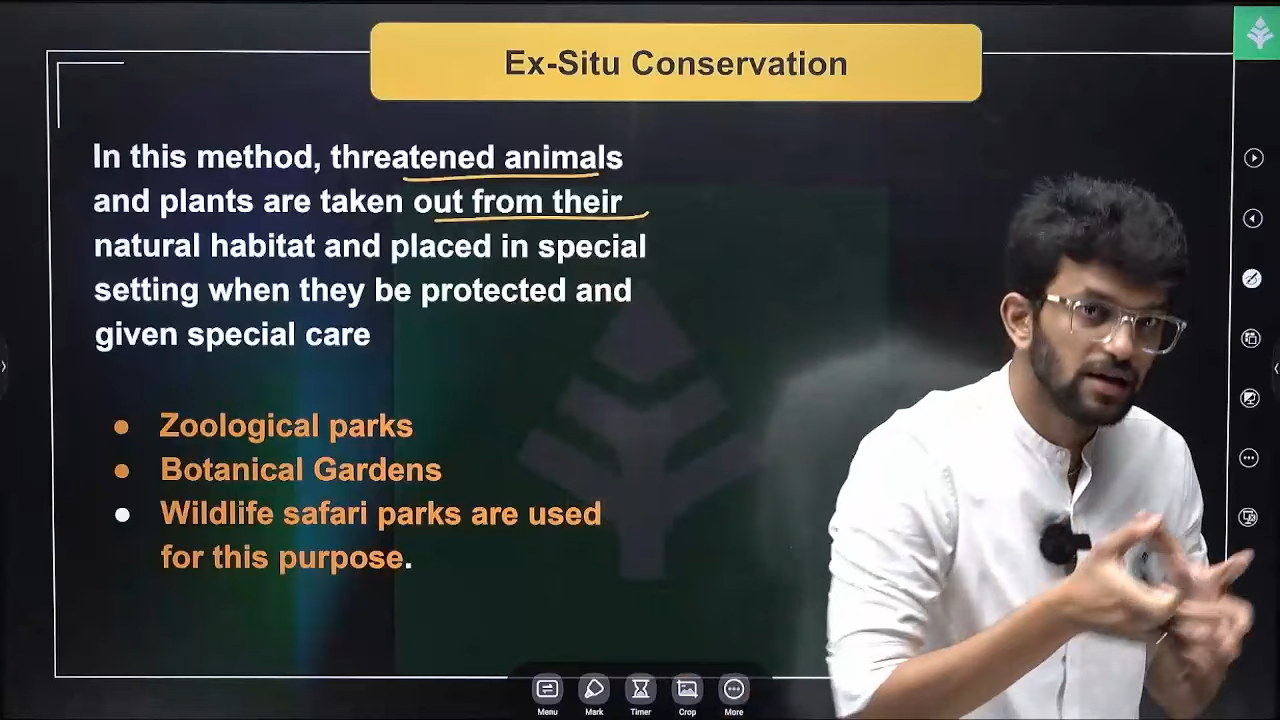 Ex-Situ Conservation
In this method, threatened animals
and plants are taken out from their
natural habitat and placed in special
setting when they be protected and
given special care
Zoological parks
Botanical Gardens
Wildlife safari parks are used
for this purpose.
Menu
Mark
Timer
Crop
More